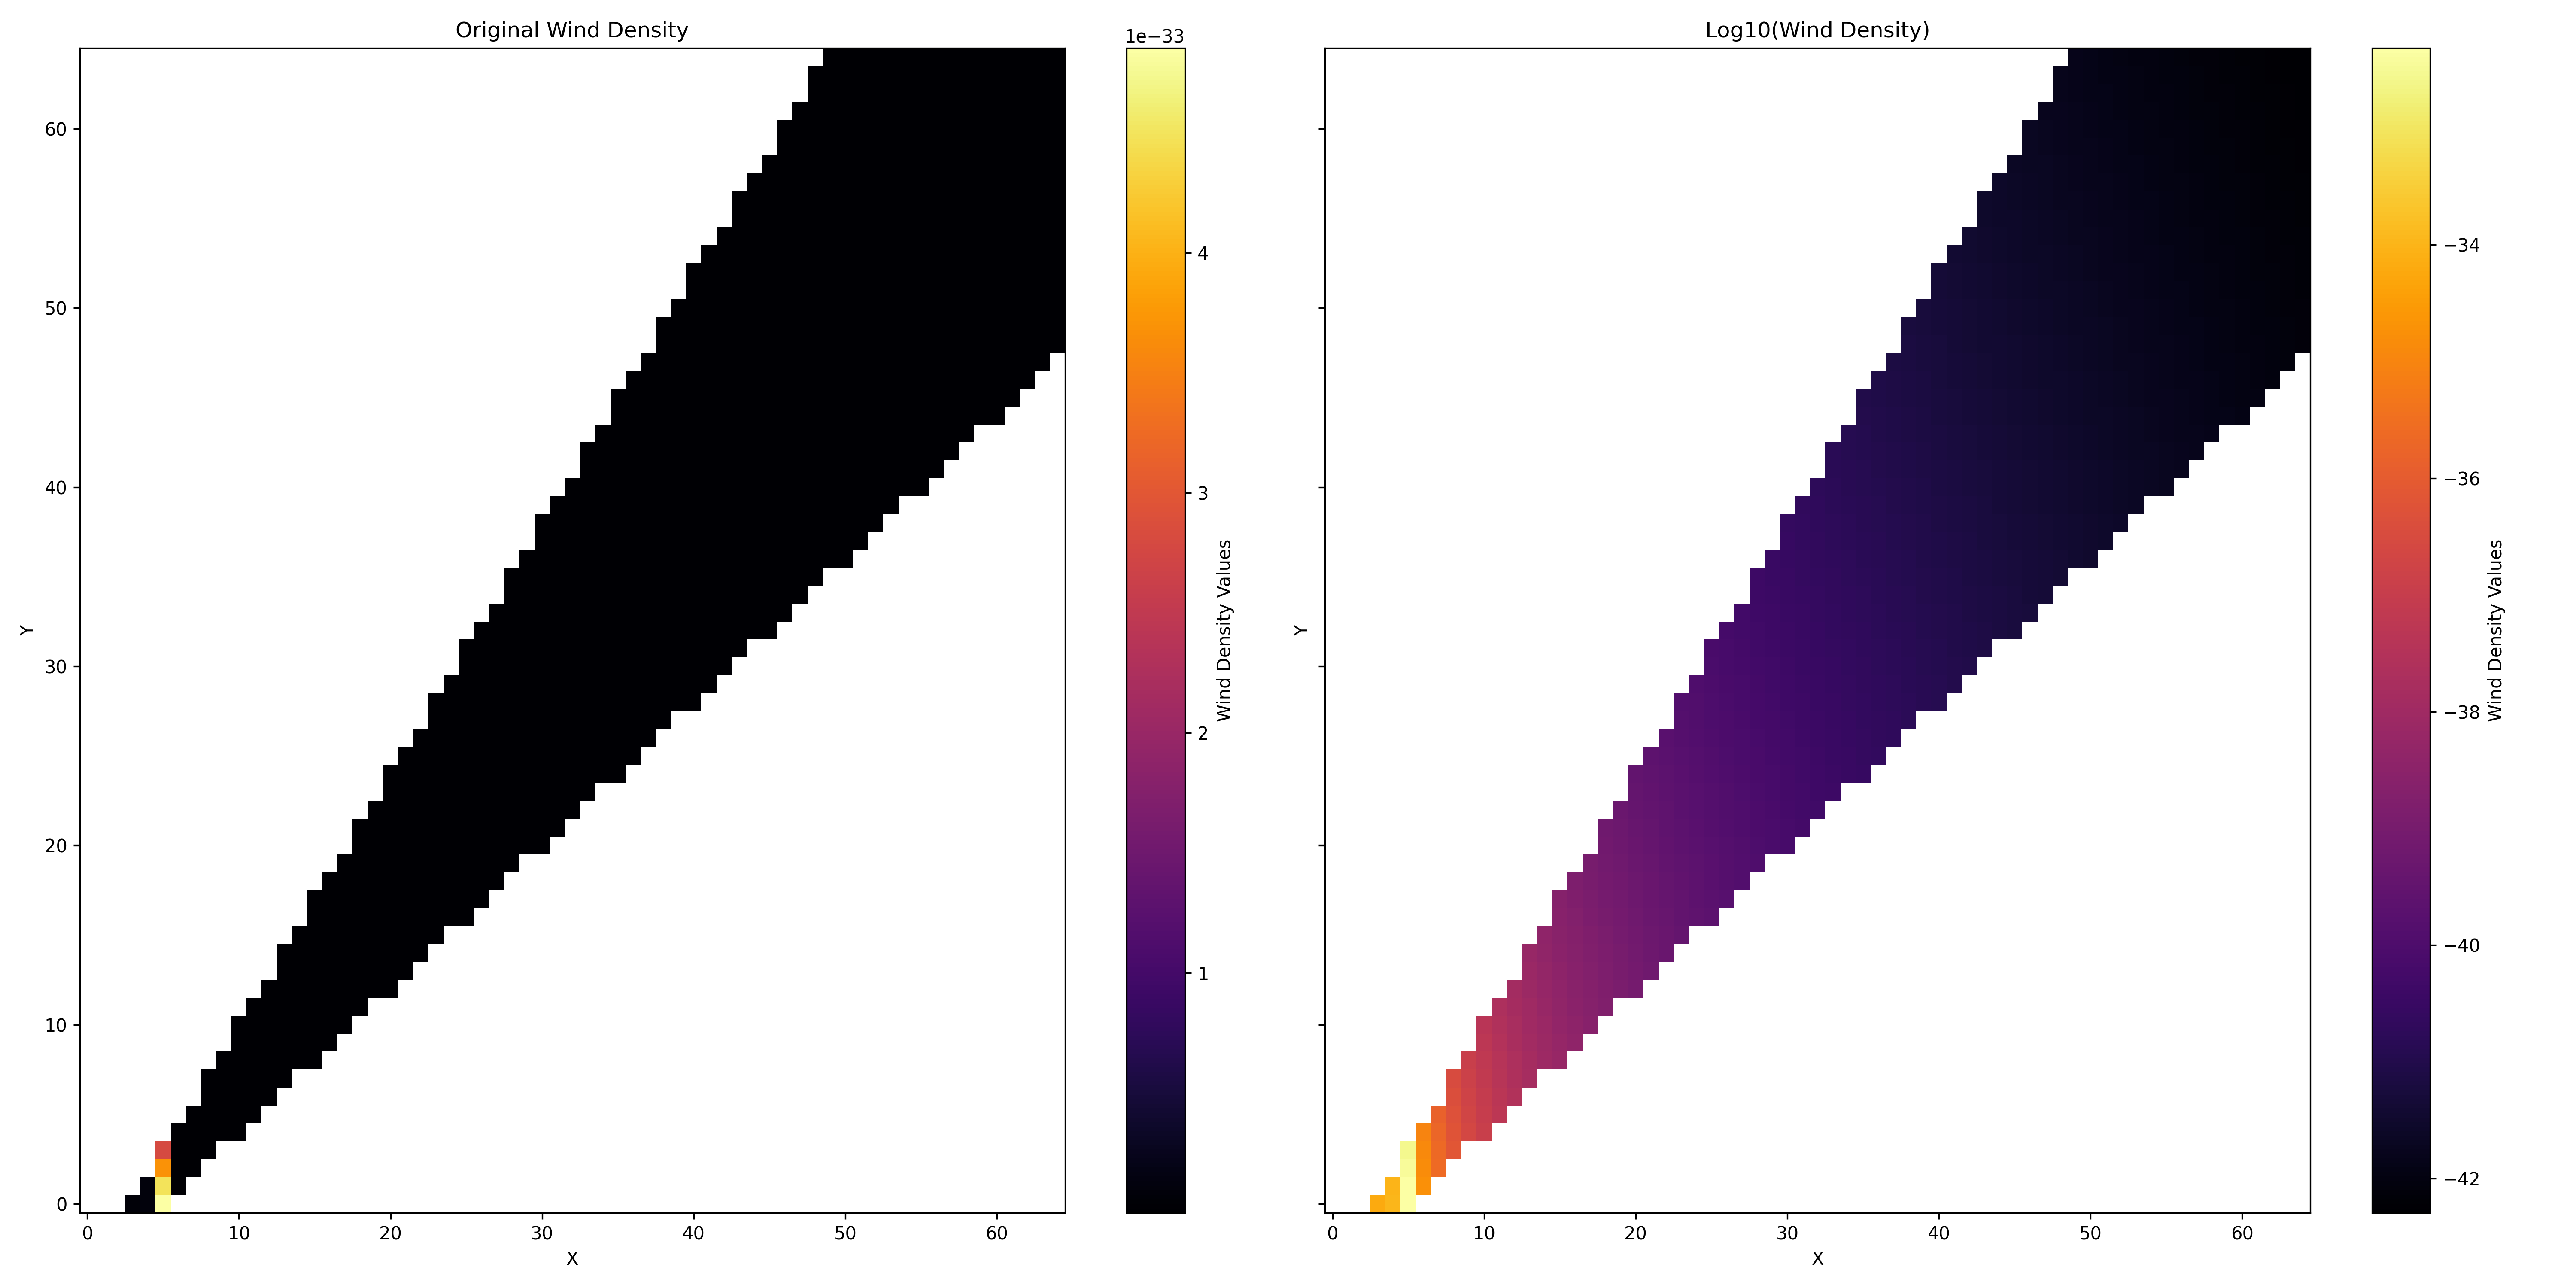 Original Wind Density
1e−33
Y
60
50
40
30
20
10
0
0 10 20 30 40 50 60
X
4
3
2
1
Wind Density Values
Log10(Wind Density)
Y
0 10 20 30 40 50 60
X
−34
−36
−38
−40
−42
Wind Density Values